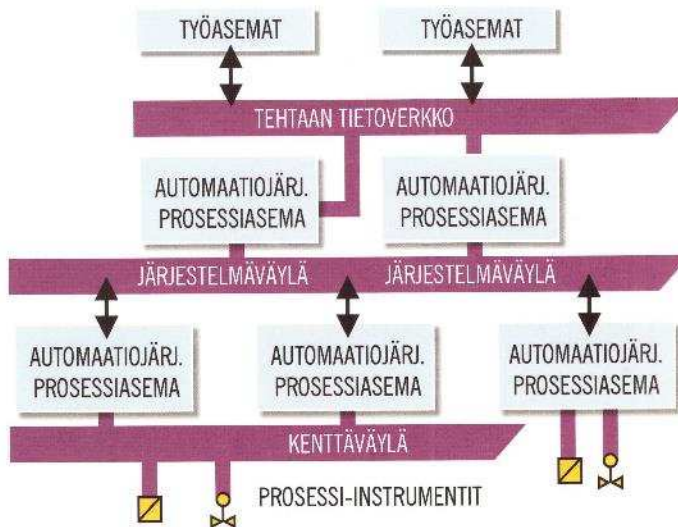 TYÖASEMAT
TYÖASEMAT
TEHTAAN TIETOVERKKO
AUTOMAATIOJÄRJ.
PROSESSIASEMA
AUTOMAATIOJÄRJ.
PROSESSIASEMA
JÄRJESTELMÄVÄYLÄ
JÄRJESTELMÄVÄYLÄ
AUTOMAATIOJÄRJ.
PROSESSIASEMA
AUTOMAATIOJÄRJ.
PROSESSIASEMA
AUTOMAATIOJÄRJ.
PROSESSIASEMA
KENTTÄVÄYLÄ
PROSESSI-INSTRUMENTIT